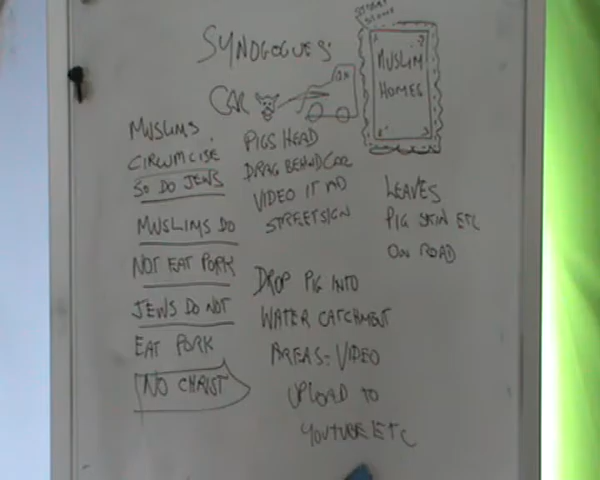 STREET
SYNOGOGUES
MUSLIM
HOMES
CAR
MUSLIMS
CIRCUMCISE
SO DO JEWS
MUSLIMS DO
NOT EAT PORK
JEWS DO NOT
EAT PORK
NO CHRIST
PIGS HEAD
DRAG BEHIND CAR
VIDEO IT AD
STREETSIGN
DROP PIG INTO
WATER CATCHMENT
AREAS = VIDEO
UPLOAD TO
YOUTUBE ETC
LEAVES
PIG SKIN ETC
ON ROAD